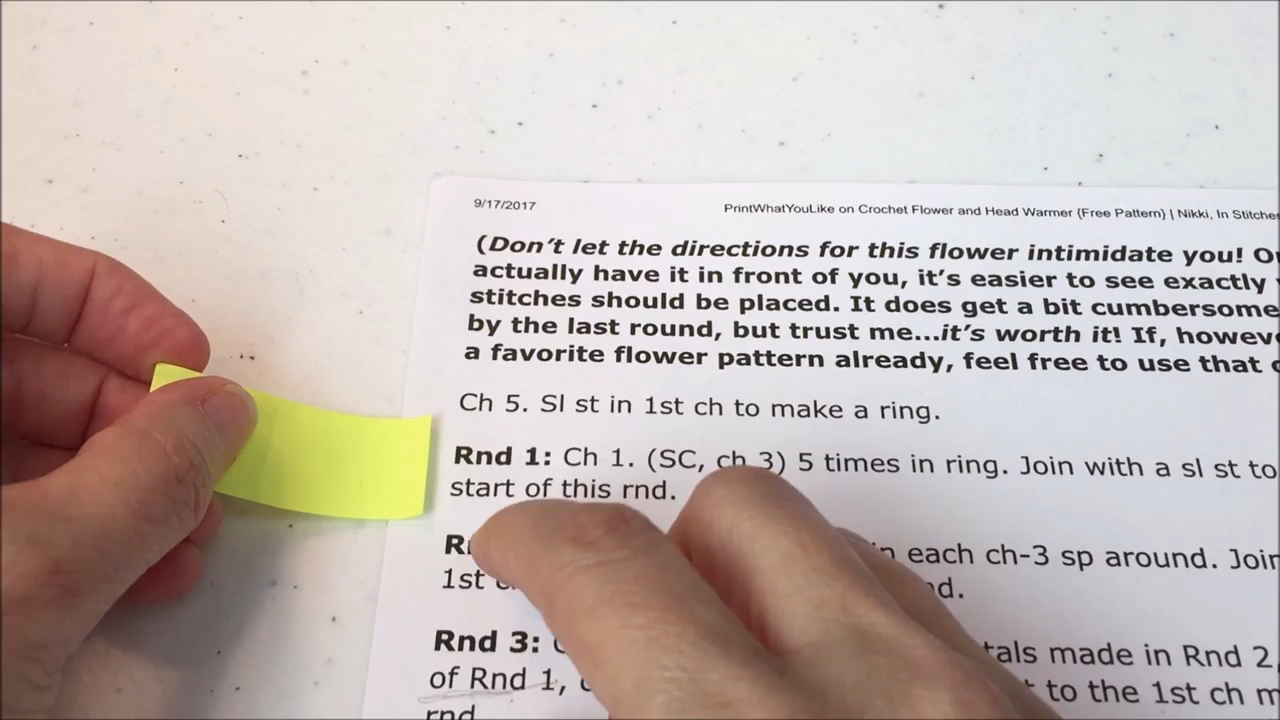 9/17/2017 PrintWhatYouLike on Crochet Flower and Head Warmer {Free Pattern} | Nikki, In Stitches
(Don't let the directions for this flower intimidate you!
actually have it in front of you, it's easier to see exactly
stitches should be placed. It does get a bit cumbersome
by the last round, but trust me...it's worth it! If,
a favorite flower pattern already, feel free to use that
Ch 5. Sl st in 1st ch to make a ring.
Rnd 1: Ch 1. (SC, ch 3) 5 times in ring. Join with a sl st to
start of this rnd.
each ch-3 sp around. Join
1st
Rnd 3: made in Rnd 2
of Rnd 1, to the 1st ch
rnd